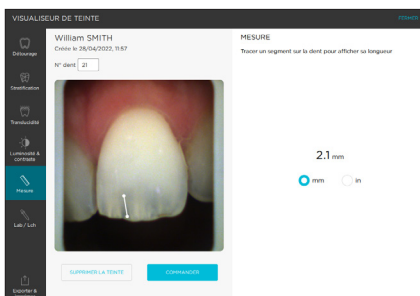 VISUALISEUR DE TEINTE
FERMER
Détourage
Stratification
Translucidité
Luminosité &
contraste
Mesure
Lab / Lch
Exporter &
William SMITH
Créée le 28/04/2022, 11:57
N° dent 21
SUPPRIMER LA TEINTE
COMMANDER
MESURE
Tracer un segment sur la dent pour afficher sa longueur
2.1 mm
mm
in